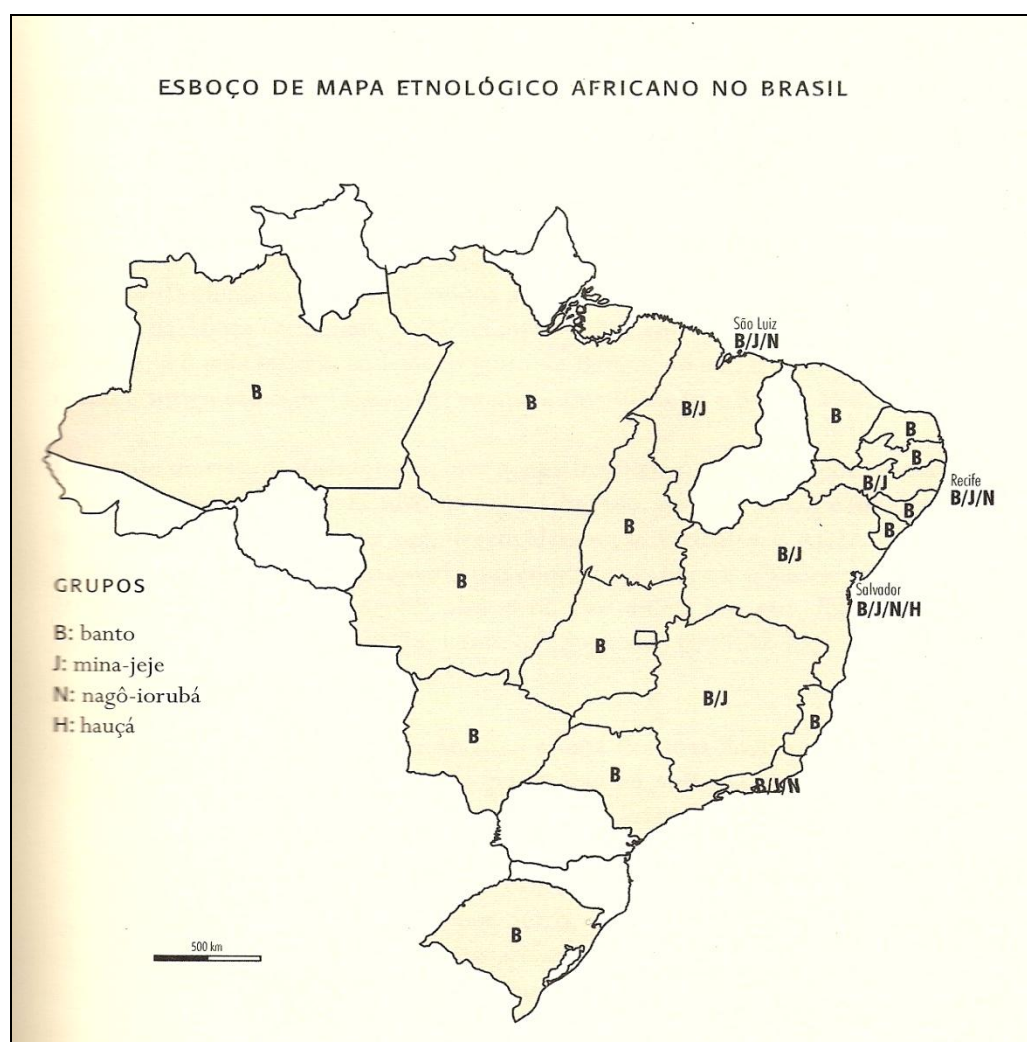 ESBOÇO DE MAPA ETNOLÓGICO AFRICANO NO BRASIL
São Luiz
B/J/N
B
B
B/J
B
B
B
B/J
Recife
B/J/N
B
B
B
B/J
Salvador
B/J/N/H
B
GRUPOS
B: banto
J: mina-jeje
N: nagô-iorubá
H: hauçá
B
B/J
B
B
B
B/J/N
B
500 km